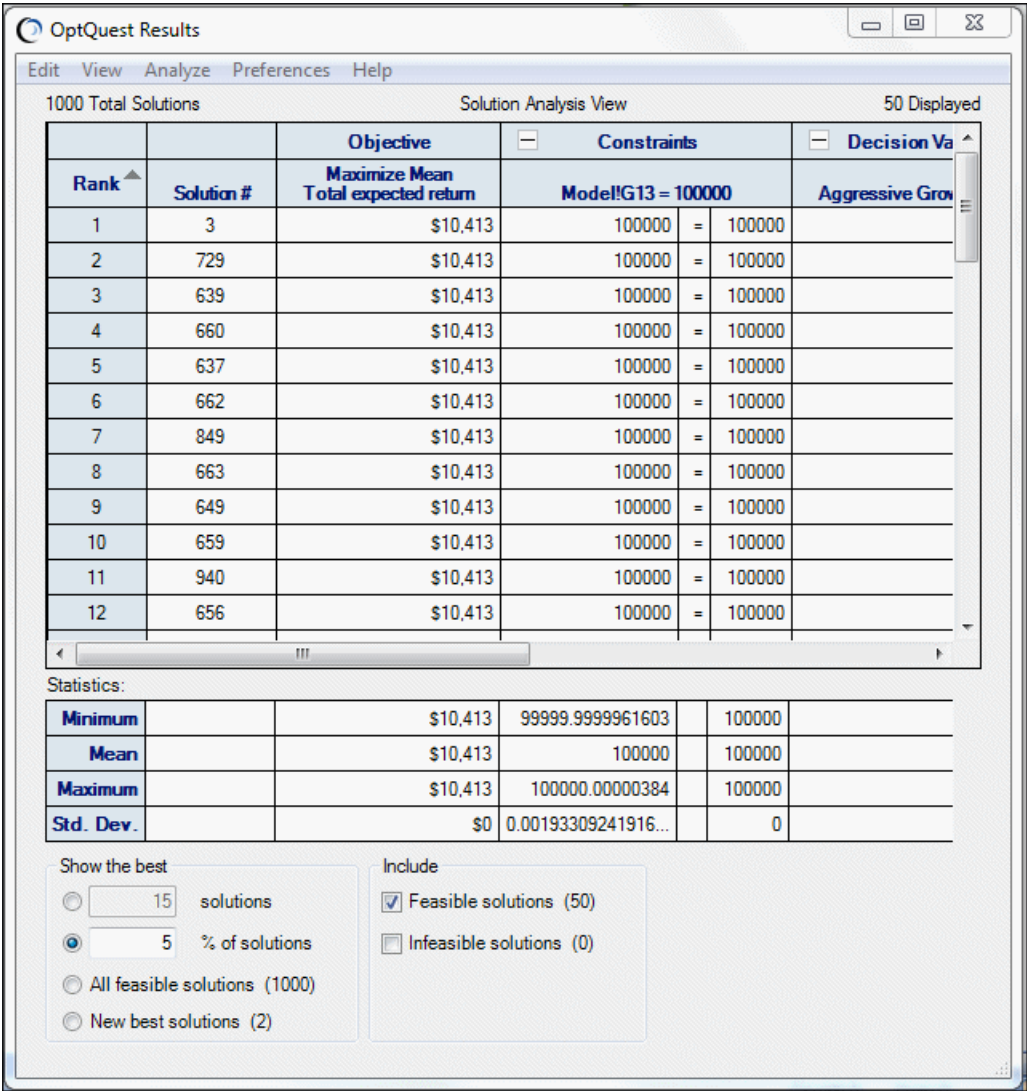 OptQuest Results
Edit View Analyze Preferences Help
1000 Total Solutions Solution Analysis View 50 Displayed
Objective Constraints Decision Va
Rank Solution # Maximize Mean
Total expected return Model!G13 = 100000 Aggressive Grov
1 3 $10,413 100000 = 100000
2 729 $10,413 100000 = 100000
3 639 $10,413 100000 = 100000
4 660 $10,413 100000 = 100000
5 637 $10,413 100000 = 100000
6 662 $10,413 100000 = 100000
7 849 $10,413 100000 = 100000
8 663 $10,413 100000 = 100000
9 649 $10,413 100000 = 100000
10 659 $10,413 100000 = 100000
11 940 $10,413 100000 = 100000
12 656 $10,413 100000 = 100000
Statistics:
Minimum $10,413 99999.9999961603 100000
Mean $10,413 100000 100000
Maximum $10,413 100000.00000384 100000
Std. Dev. $0 0.00193309241916... 0
Show the best Include
15 solutions Feasible solutions (50)
5 % of solutions Infeasible solutions (0)
All feasible solutions (1000)
New best solutions (2)